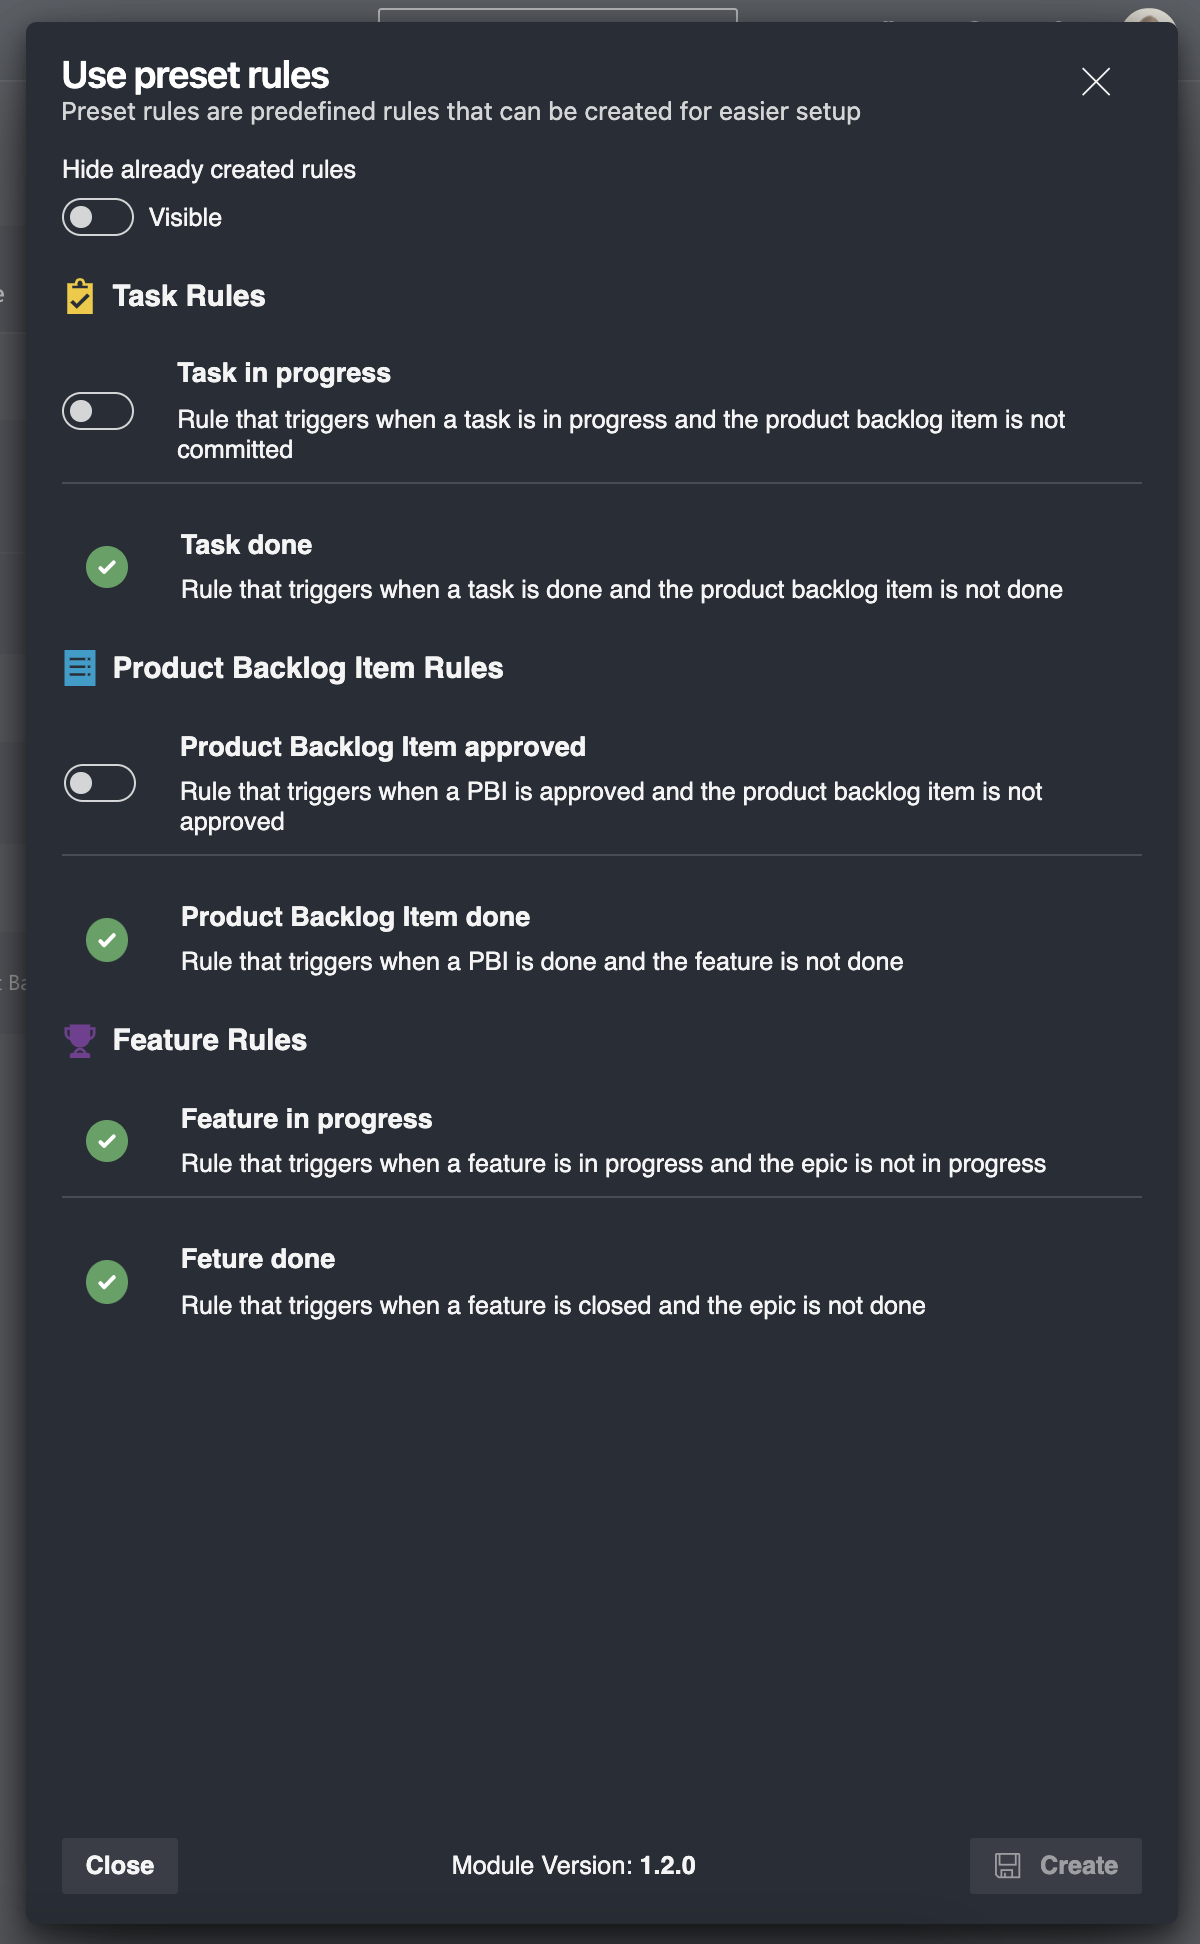 Use preset rules
Preset rules are predefined rules that can be created for easier setup
Hide already created rules
Visible
Task Rules
Task in progress
Rule that triggers when a task is in progress and the product backlog item is not
committed
Task done
Rule that triggers when a task is done and the product backlog item is not done
Product Backlog Item Rules
Product Backlog Item approved
Rule that triggers when a PBI is approved and the product backlog item is not
approved
Product Backlog Item done
Rule that triggers when a PBI is done and the feature is not done
Feature Rules
Feature in progress
Rule that triggers when a feature is in progress and the epic is not in progress
Feture done
Rule that triggers when a feature is closed and the epic is not done
Close
Module Version: 1.2.0
Create